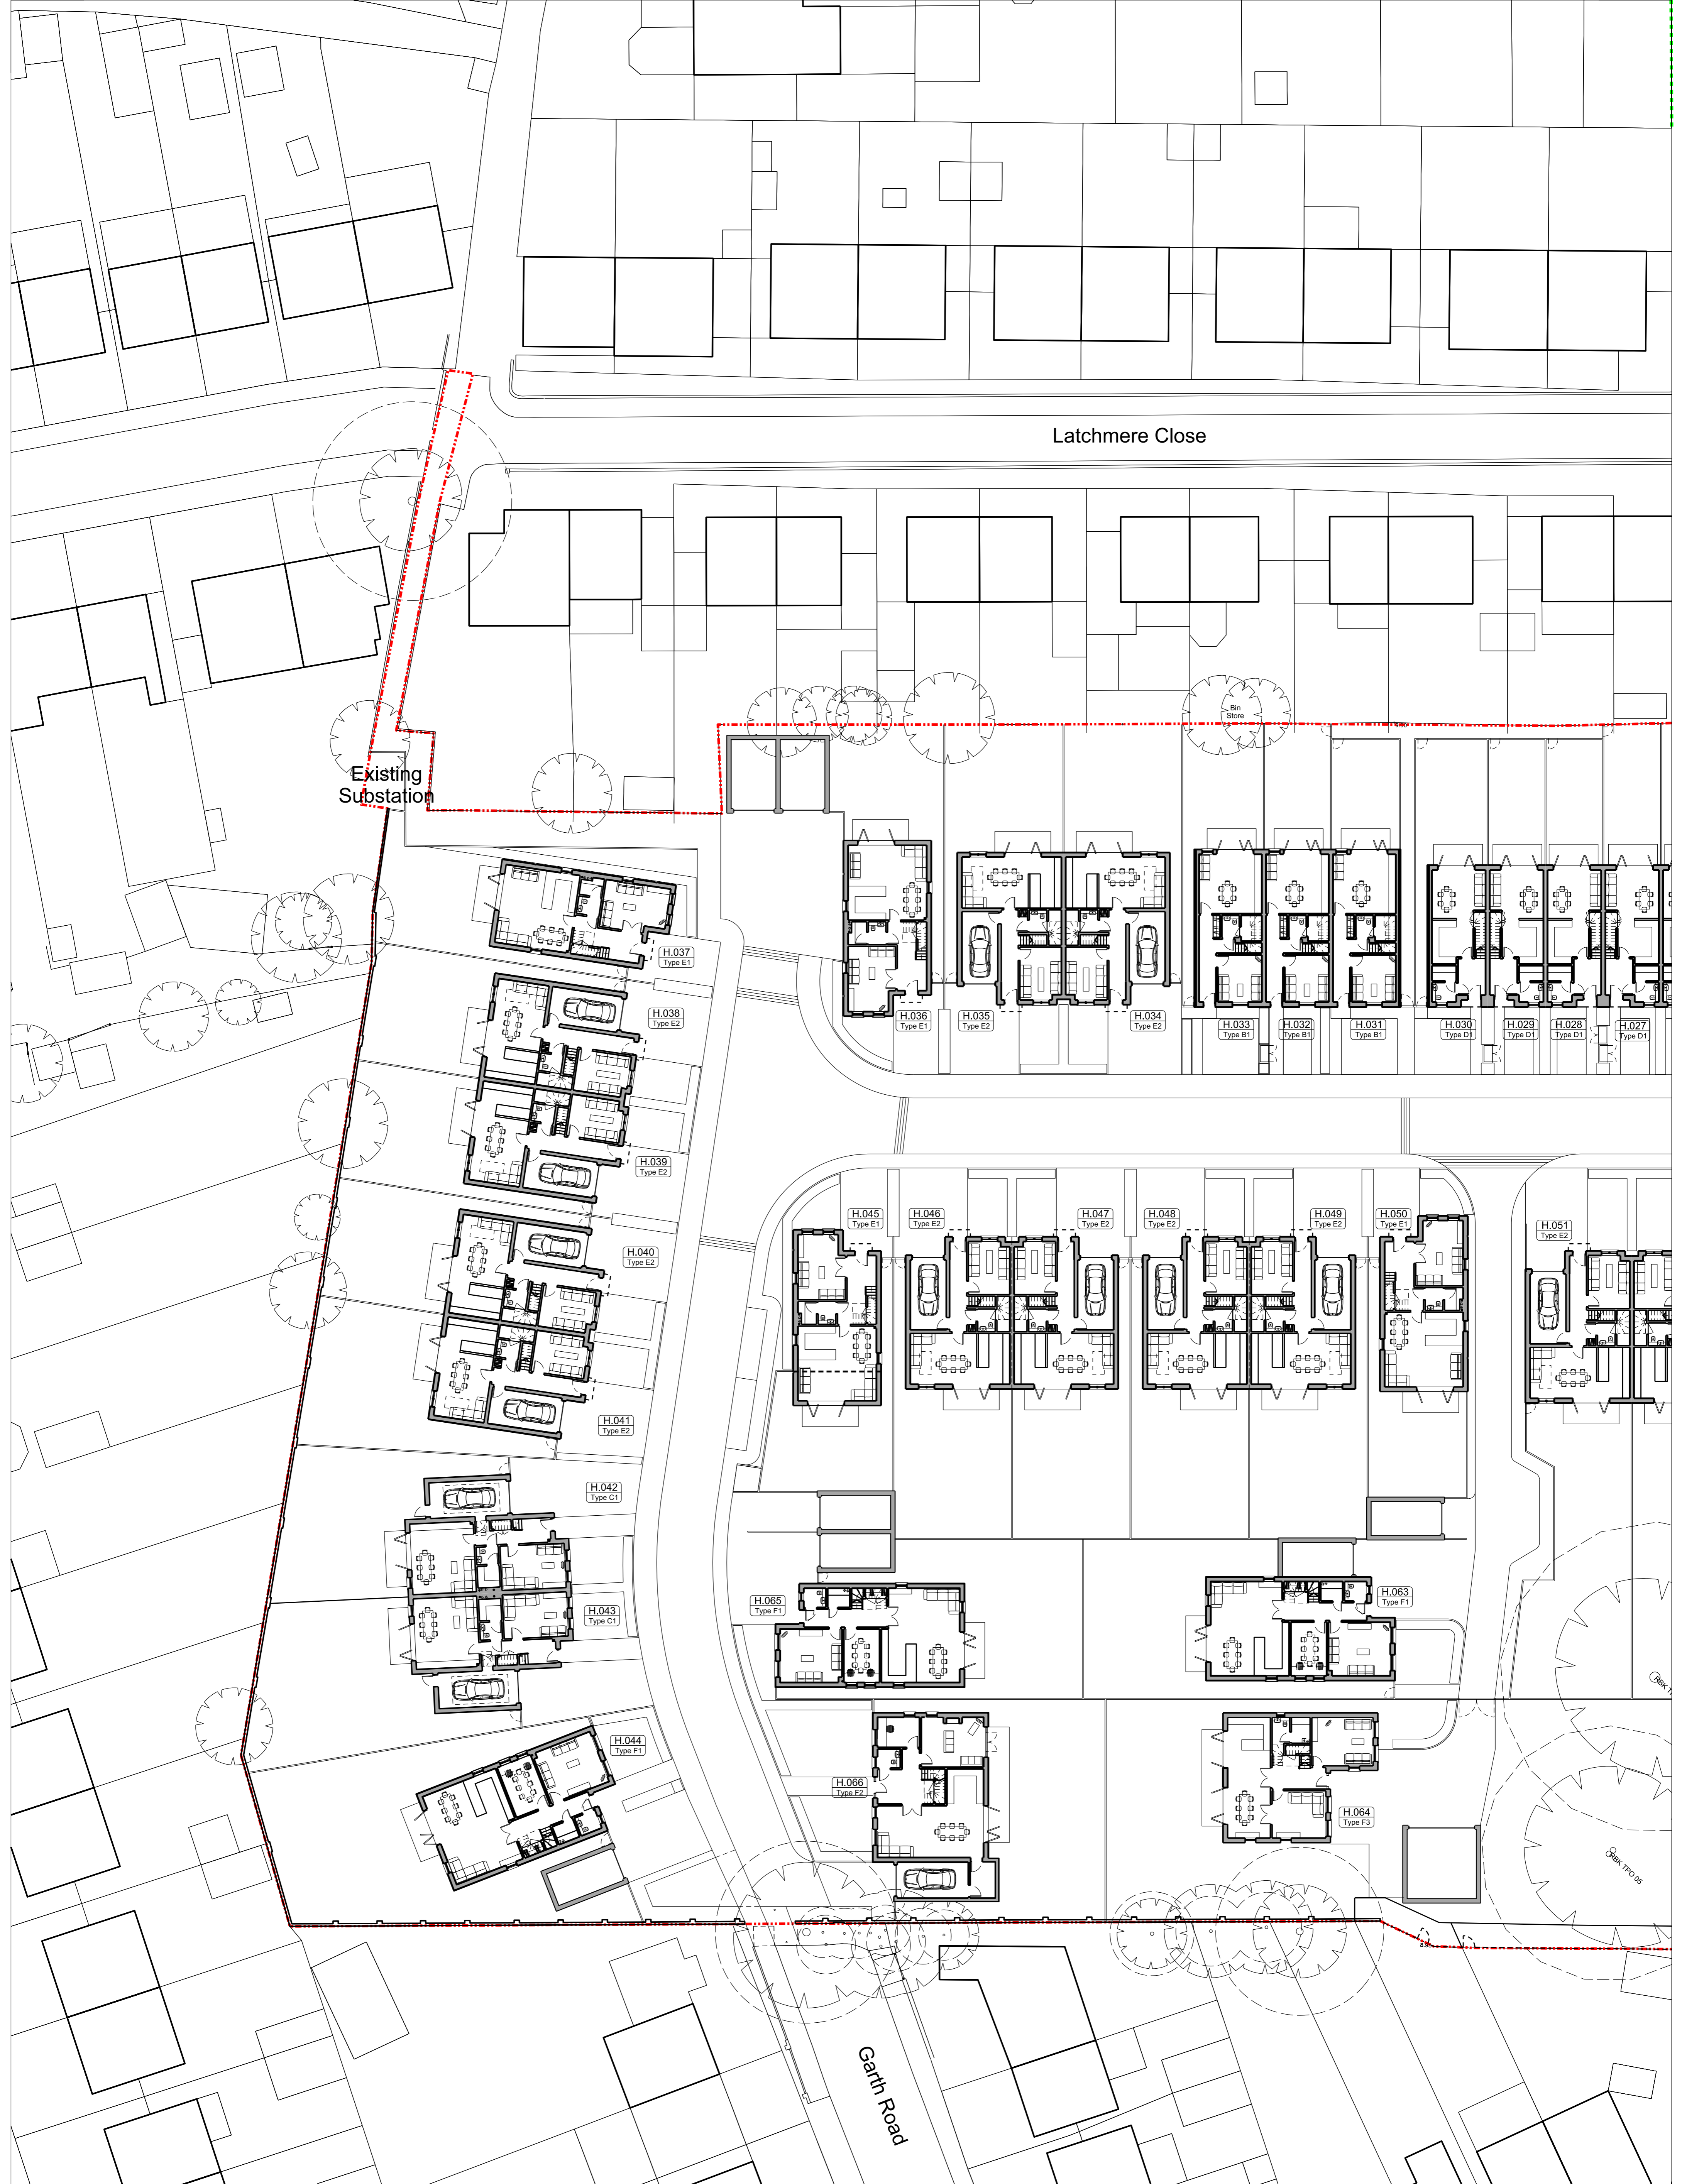 Latchmere Close
Bin
Store
Existing
Substation
H.037
Type E1
H.036
Type E1
H.035
Type E2
H.034
Type E2
H.033
Type B1
H.032
Type B1
H.031
Type B1
H.030
Type D1
H.029
Type D1
H.028
Type D1
H.027
Type D1
H.038
Type E2
H.039
Type E2
H.040
Type E2
H.041
Type E2
H.045
Type E1
H.046
Type E2
H.047
Type E2
H.048
Type E2
H.049
Type E2
H.050
Type E1
H.051
Type E2
H.042
Type C1
H.043
Type C1
H.065
Type F1
H.063
Type F1
H.044
Type F1
H.066
Type F2
H.064
Type F3
RBK
RBK TPO 05
Garth Road